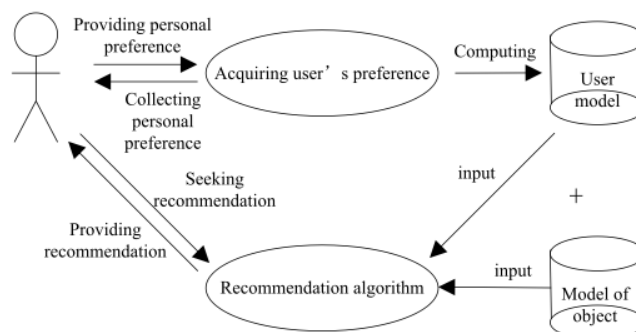 Providing personal
preference
Collecting
personal
preference
Acquiring user’s preference
Computing
User
model
Seeking
recommendation
Providing
recommendation
input
+
Recommendation algorithm
input
Model of
object